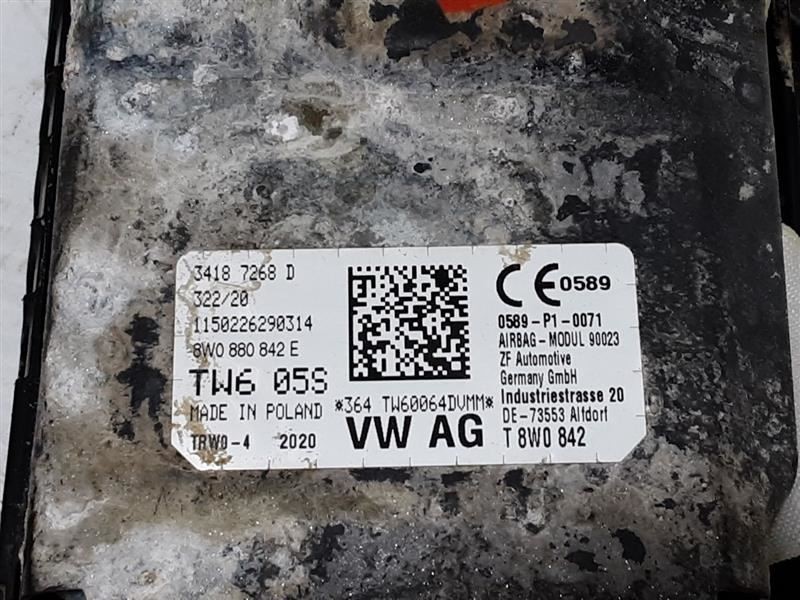 3418 7268 D
322/20
1150226290314
8W0 880 842 E
TW6 05S
MADE IN POLAND
TRW0-4 2020
*364 TW60064DVMM*
VW AG
CE 0589
0589-P1-0071
AIRBAG-MODUL 90023
ZF Automotive
Germany GmbH
Industriestrasse 20
DE-73553 Alfdorf
T 8W0 842